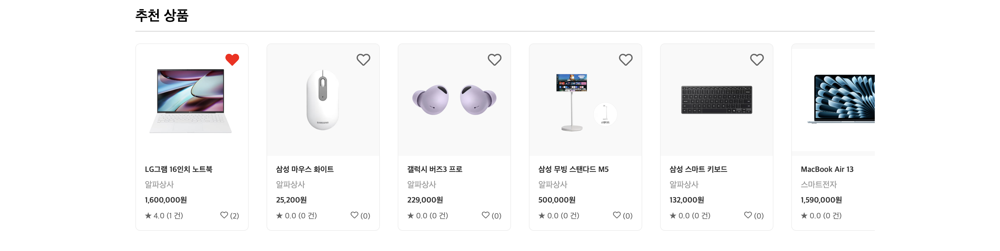 추천 상품
SAMSUNG
Smart Monitor M5
스탠다드
LG그램 16인치 노트북
알파상사
1,600,000원
★ 4.0 (1 건)
(2)
삼성 마우스 화이트
알파상사
25,200원
★ 0.0 (0 건)
(0)
갤럭시 버즈3 프로
알파상사
229,000원
★ 0.0 (0 건)
(0)
삼성 무빙 스탠다드 M5
알파상사
500,000원
★ 0.0 (0 건)
(0)
삼성 스마트 키보드
알파상사
132,000원
★ 0.0 (0 건)
(0)
MacBook Air 13
스마트전자
1,590,000원
★ 0.0 (0 건)